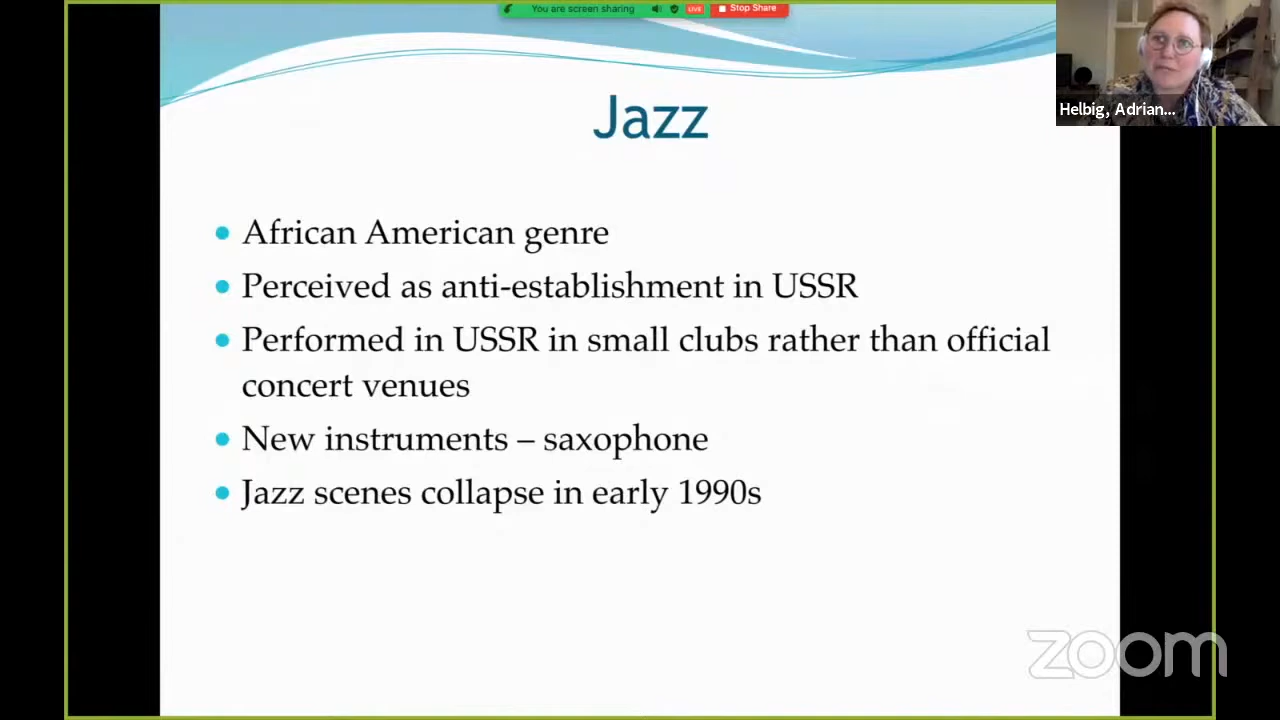 You are screen sharing LIVE Stop Share
Helbig, Adrian...
Jazz
African American genre
Perceived as anti-establishment in USSR
Performed in USSR in small clubs rather than official
concert venues
New instruments – saxophone
Jazz scenes collapse in early 1990s
zoom